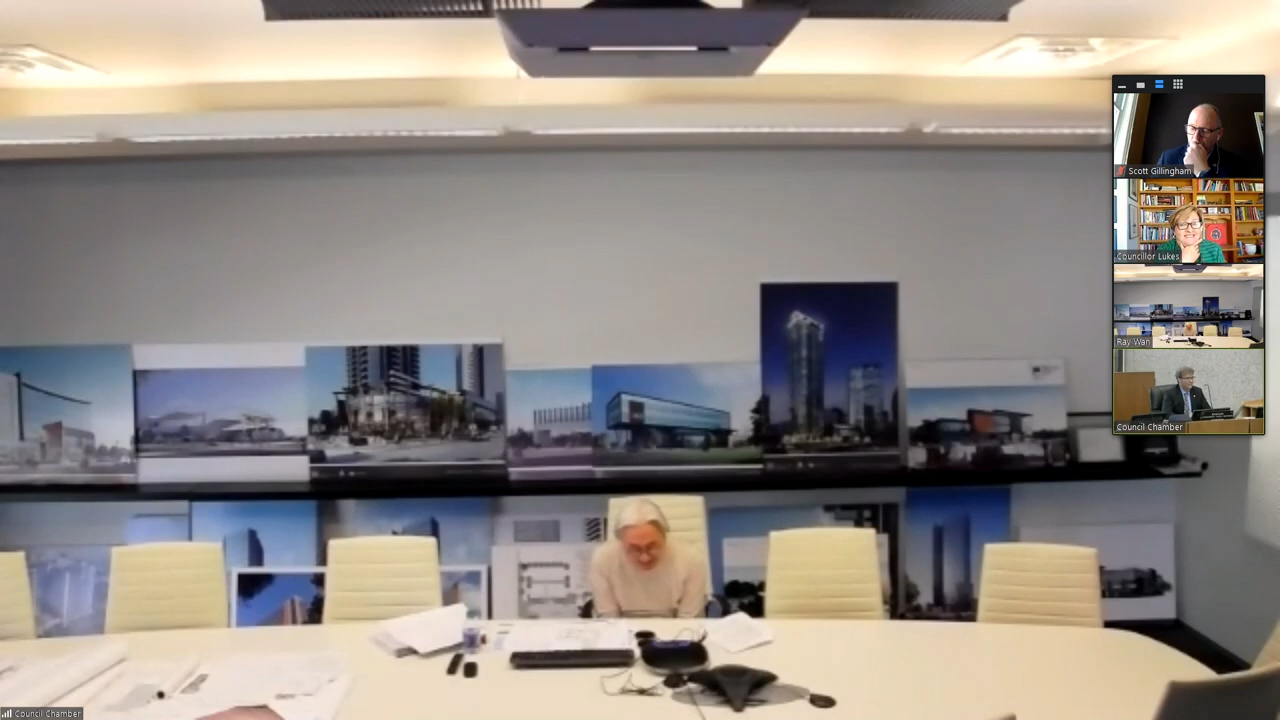 Scott Gillingham
Councillor Lukes
Ray Wan
Council Chamber
Council Chamber